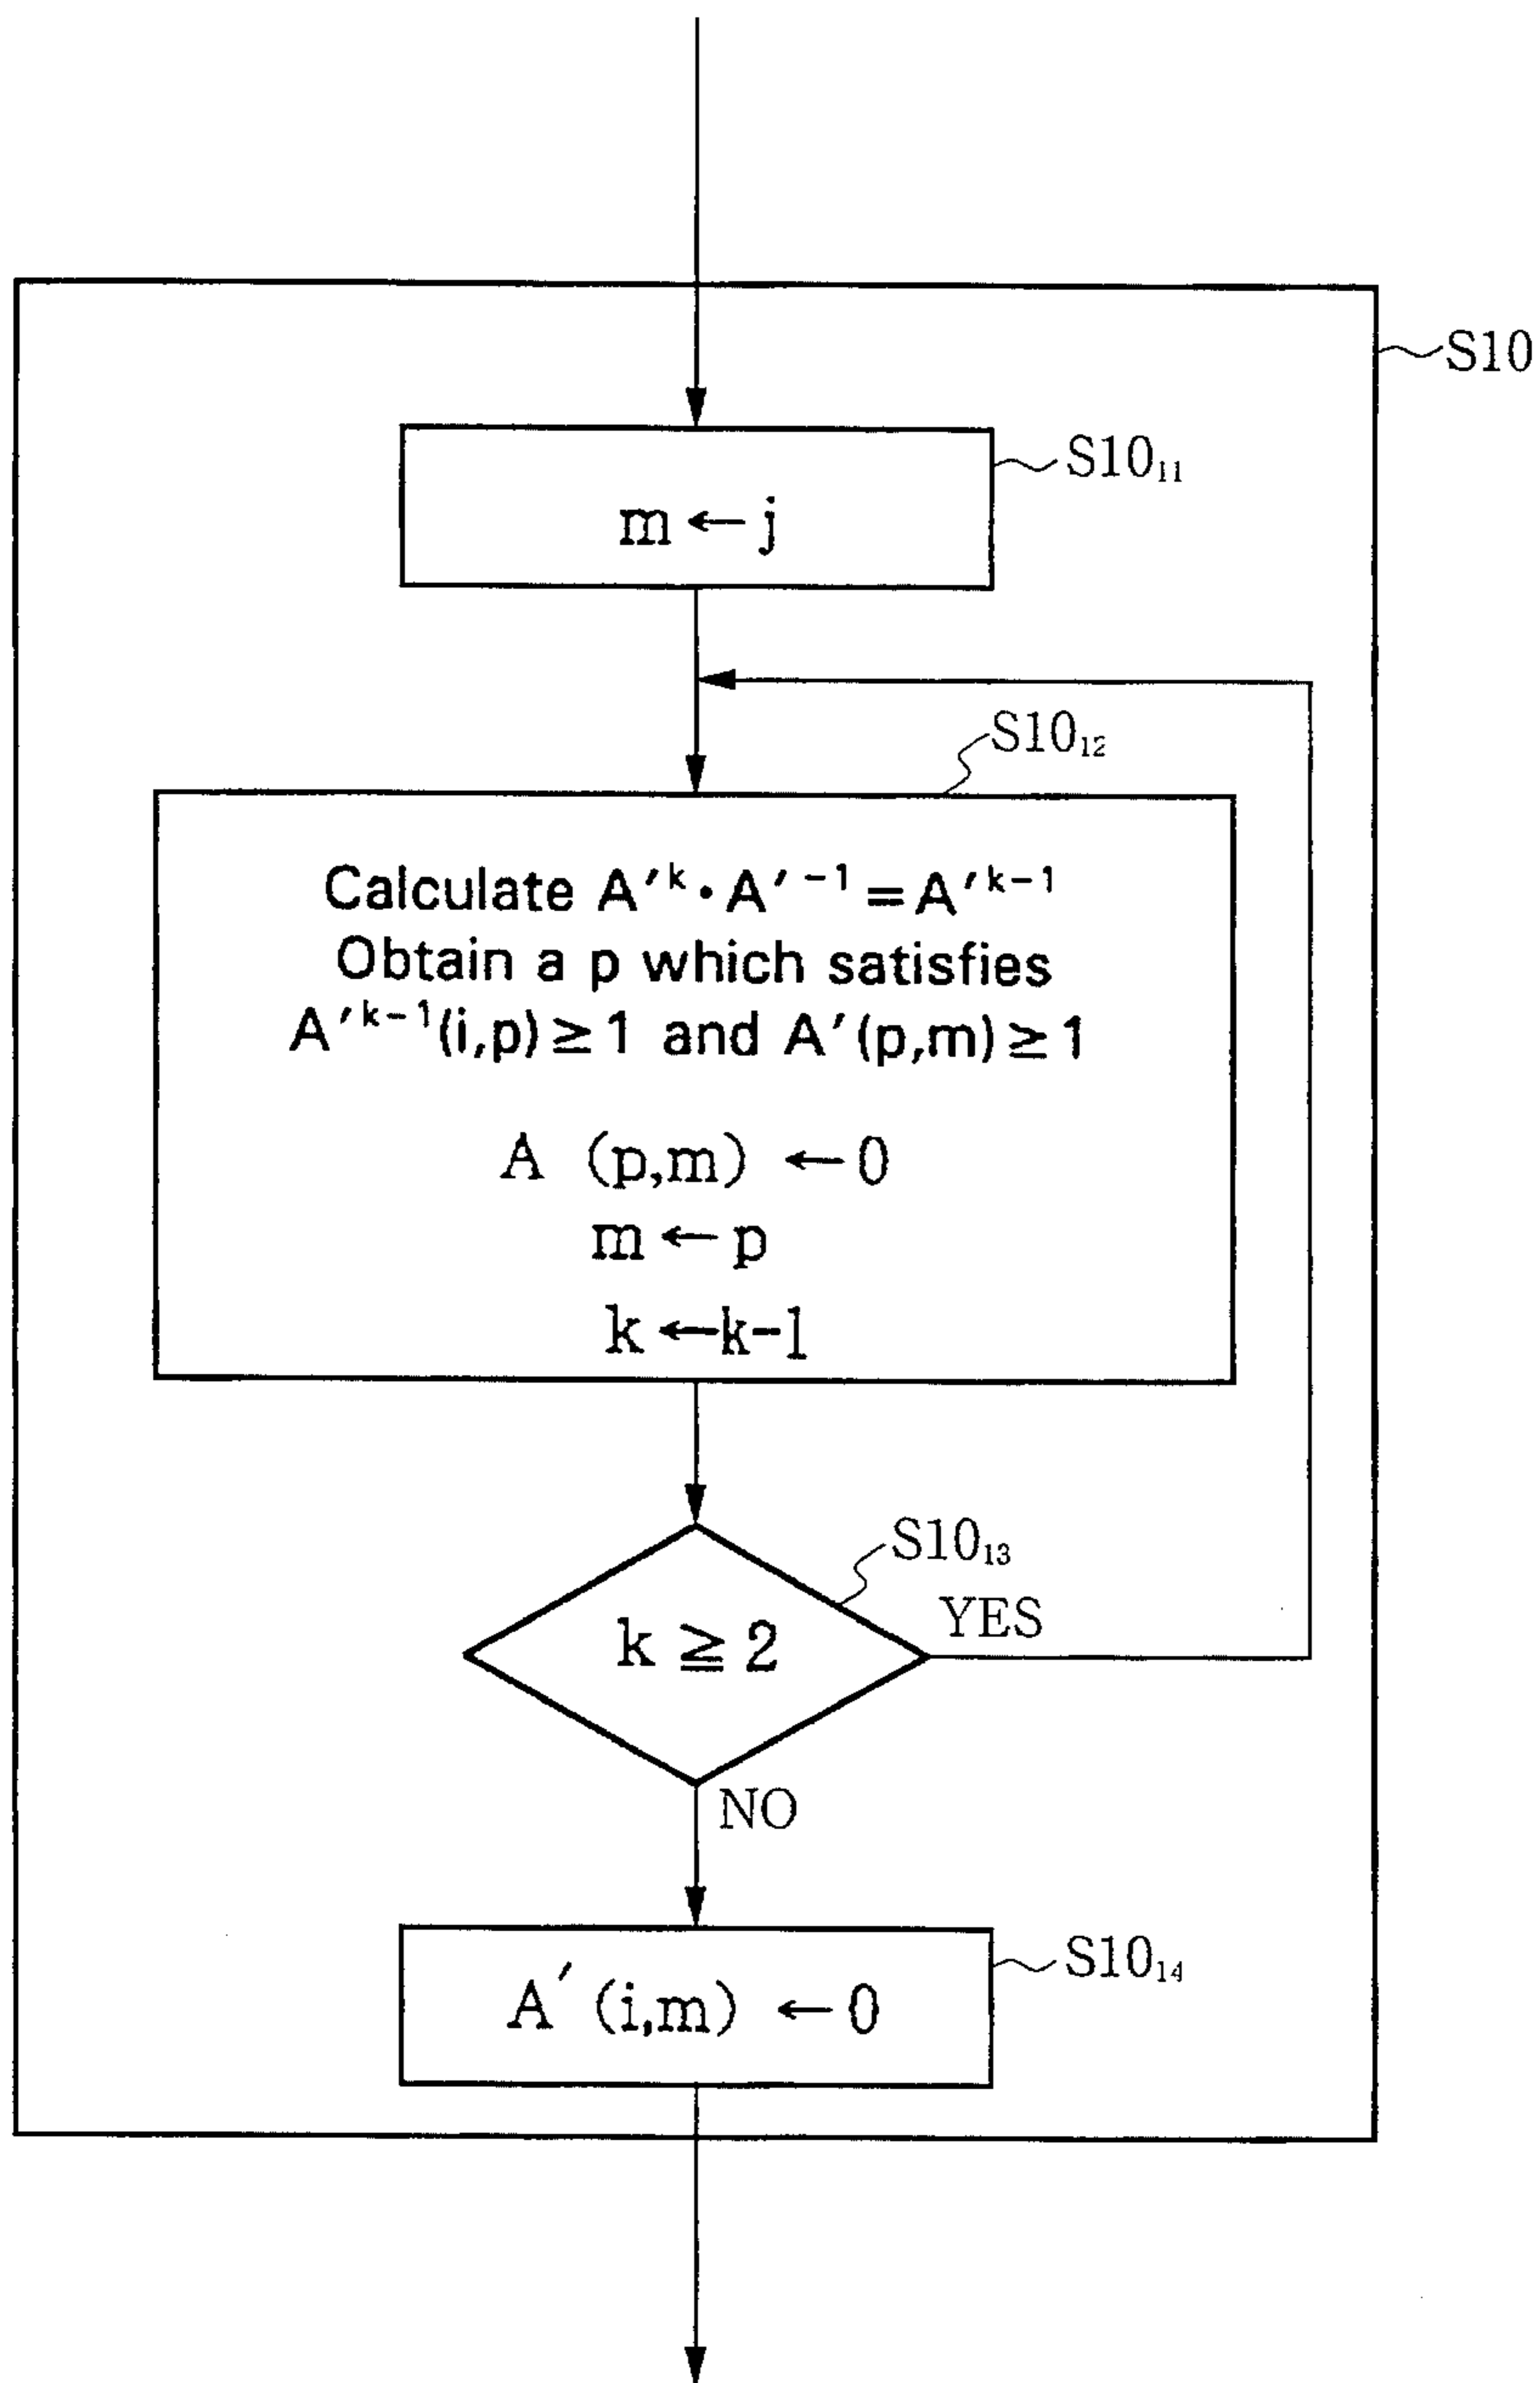 S10
S10₁₁
m ← j
S10₁₂
Calculate A′ᵏ · A′⁻¹ = A′ᵏ⁻¹
Obtain a p which satisfies
A′ᵏ⁻¹(i,p) ≥ 1 and A′(p,m) ≥ 1
A (p,m) ← 0
m ← p
k ← k-1
S10₁₃
k ≧ 2
YES
NO
S10₁₄
A′(i,m) ← 0